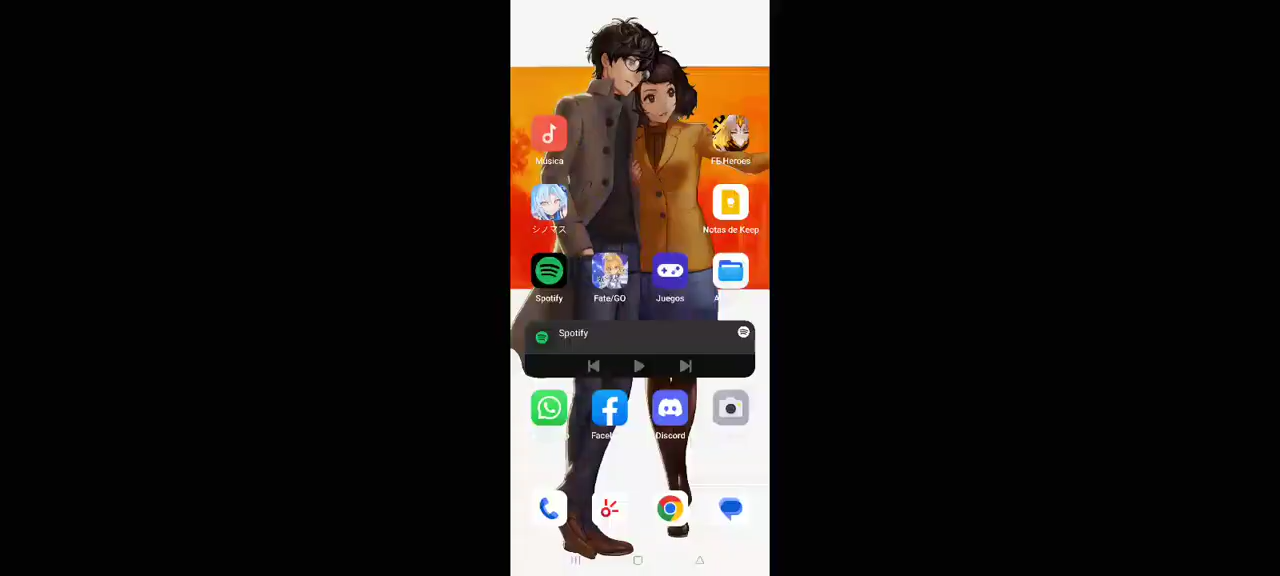 Música
FE Heroes
シノマス
Notas de Keep
Spotify
Fate/GO
Juegos
Spotify
Discord